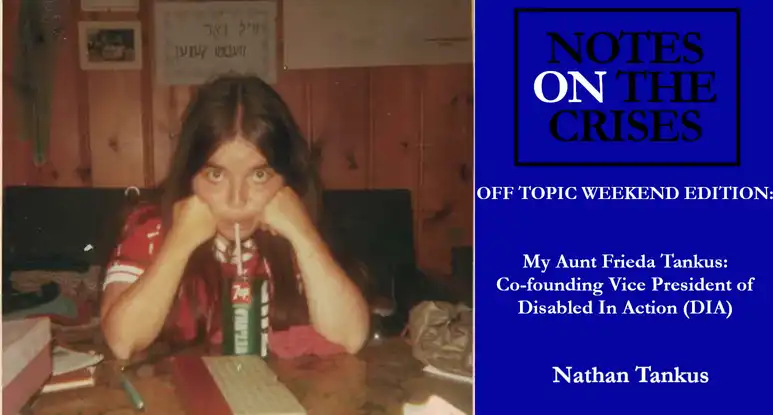 NOTES
ON THE
CRISES
OFF TOPIC WEEKEND EDITION:
My Aunt Frieda Tankus:
Co-founding Vice President of
Disabled In Action (DIA)
Nathan Tankus
7up